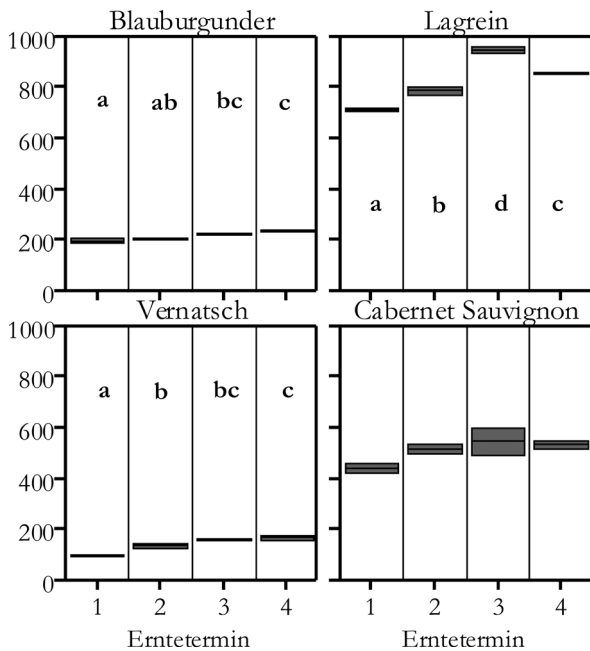 Blauburgunder Lagrein
1000
800 a ab bc c
600
400 a b d c
200
0
Vernatsch Cabernet Sauvignon
1000
800 a b bc c
600
400
200
0
1 2 3 4 1 2 3 4
Erntetermin Erntetermin